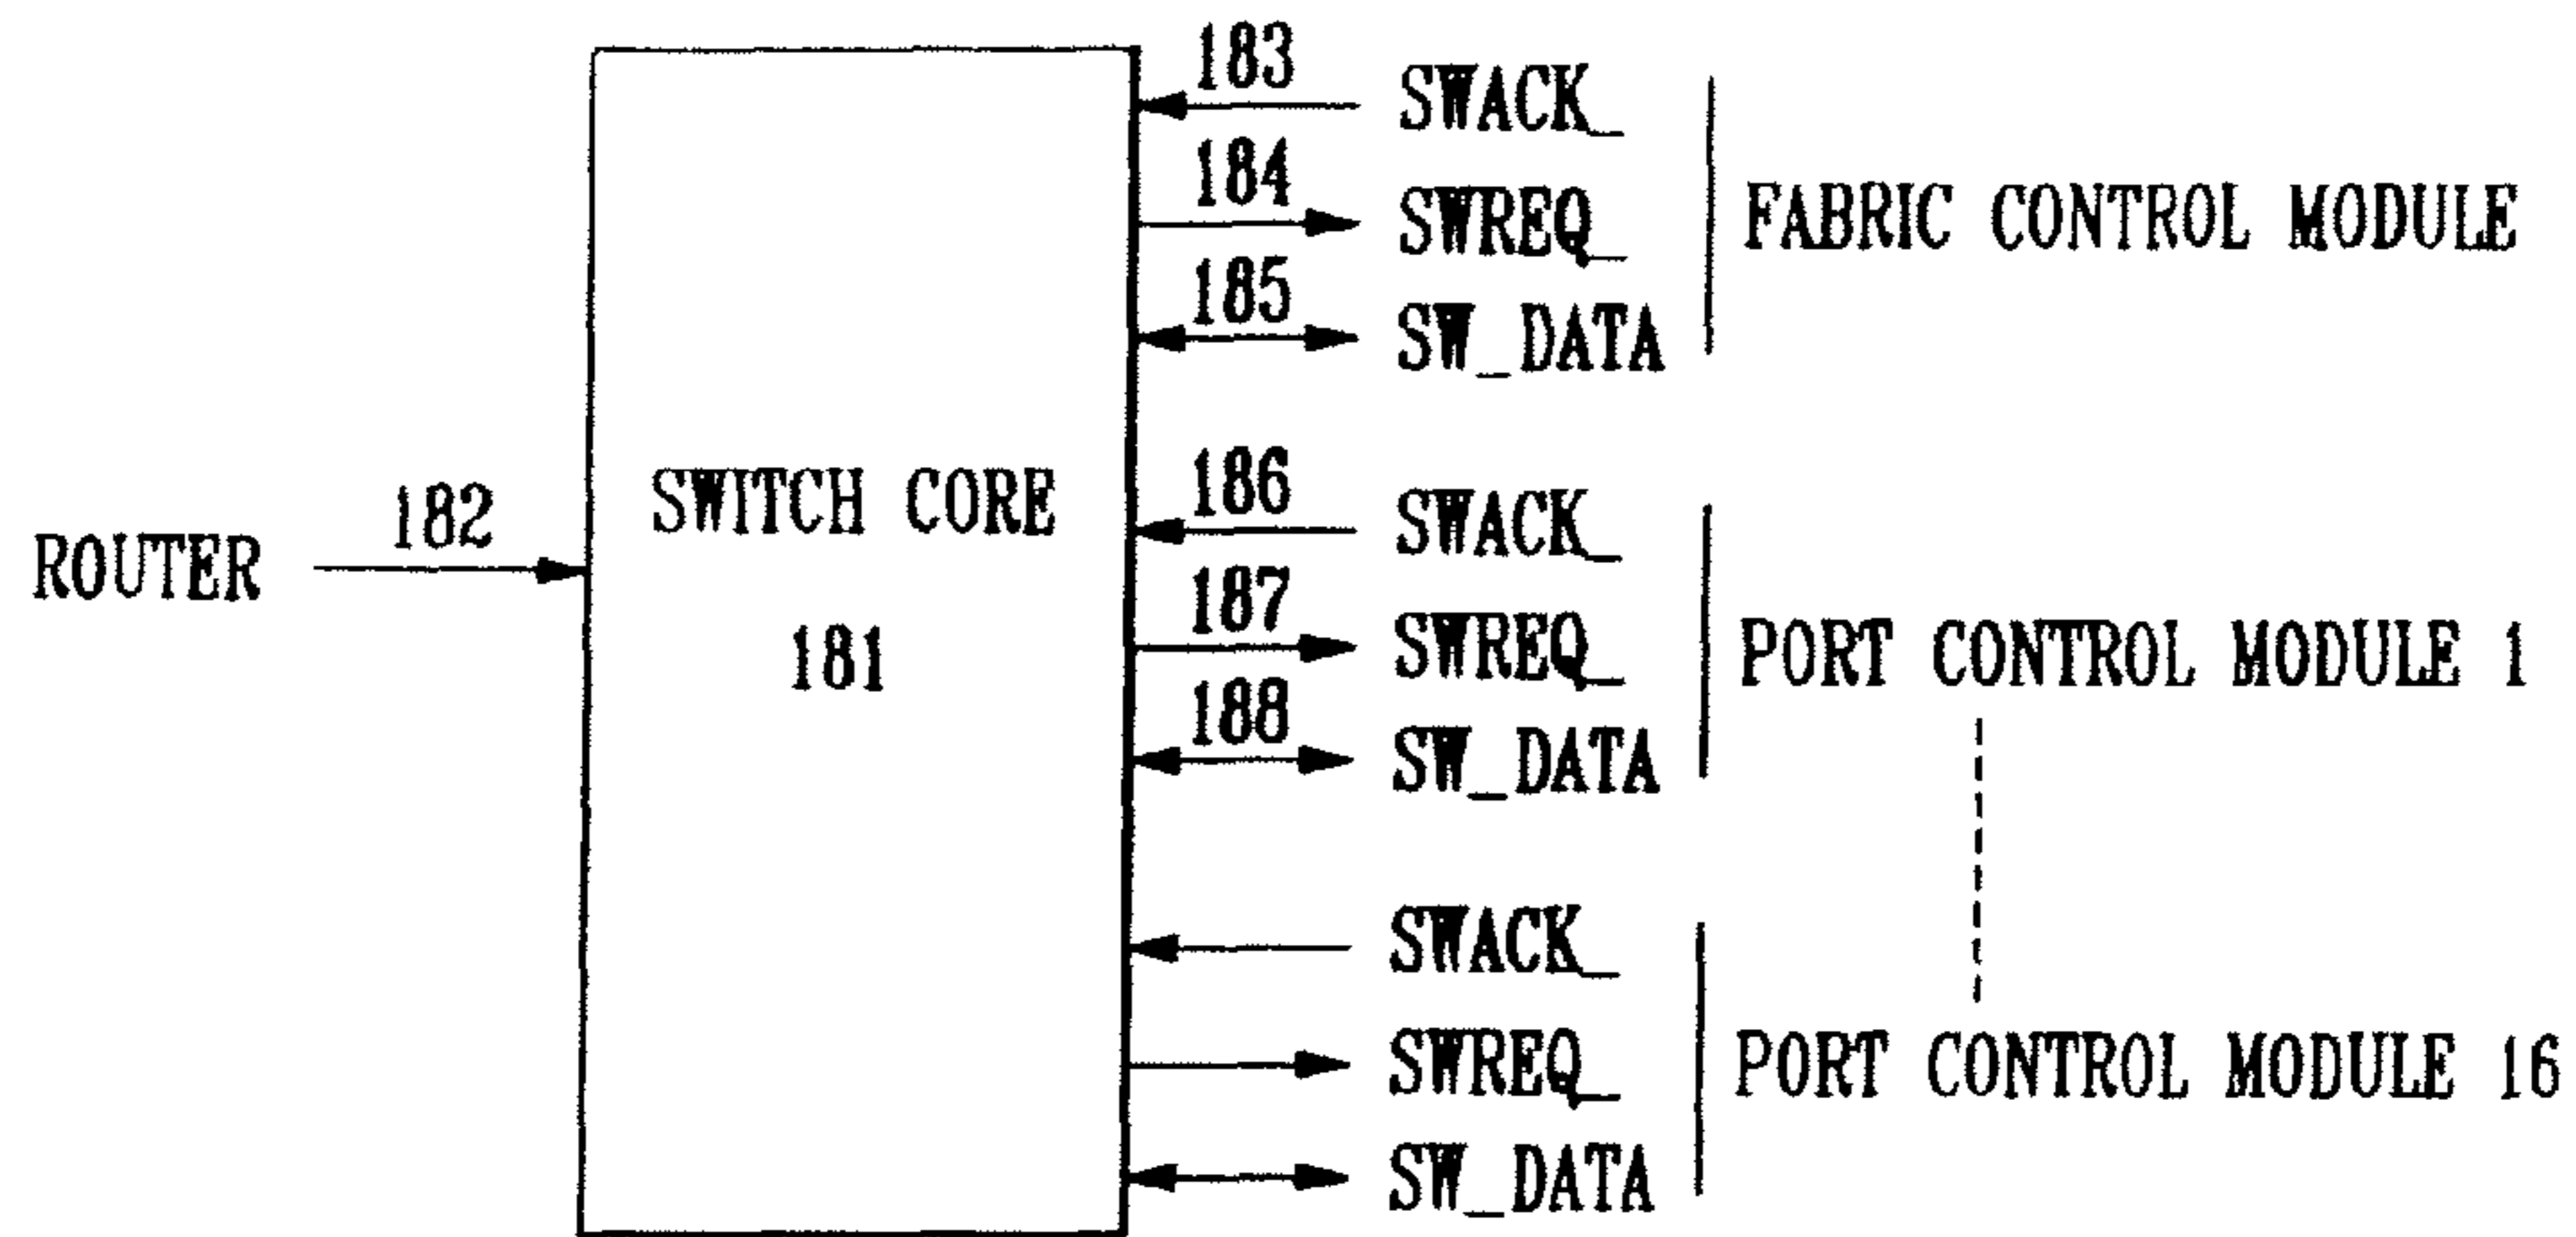 183
SWACK_
184
SWREQ_
FABRIC CONTROL MODULE
185
SW_DATA
SWITCH CORE
181
ROUTER
182
186
SWACK_
187
SWREQ_
PORT CONTROL MODULE 1
188
SW_DATA
SWACK_
SWREQ_
PORT CONTROL MODULE 16
SW_DATA